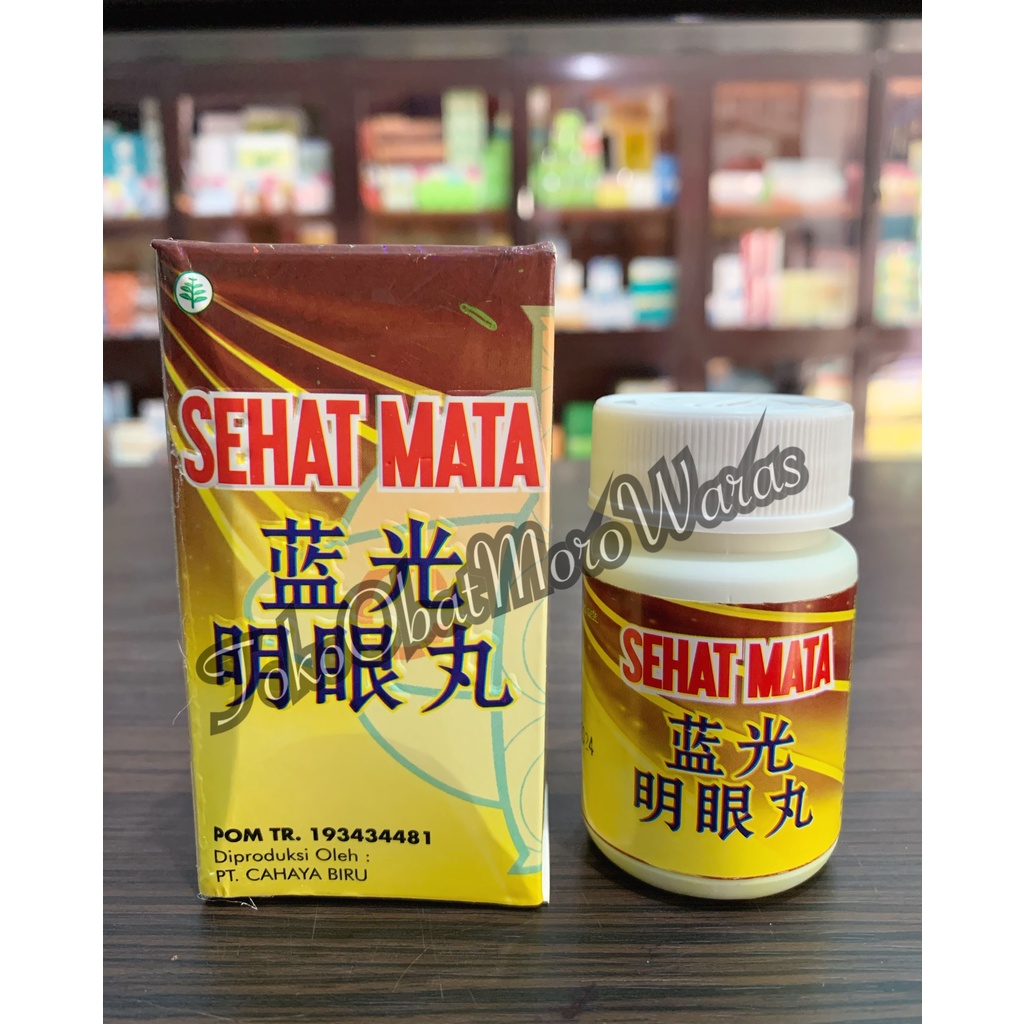 SEHAT MATA
蓝光
明眼丸
POM TR. 193434481
Diproduksi Oleh :
PT. CAHAYA BIRU
Toko Obat Moro Waras
SEHAT MATA
蓝光
明眼丸